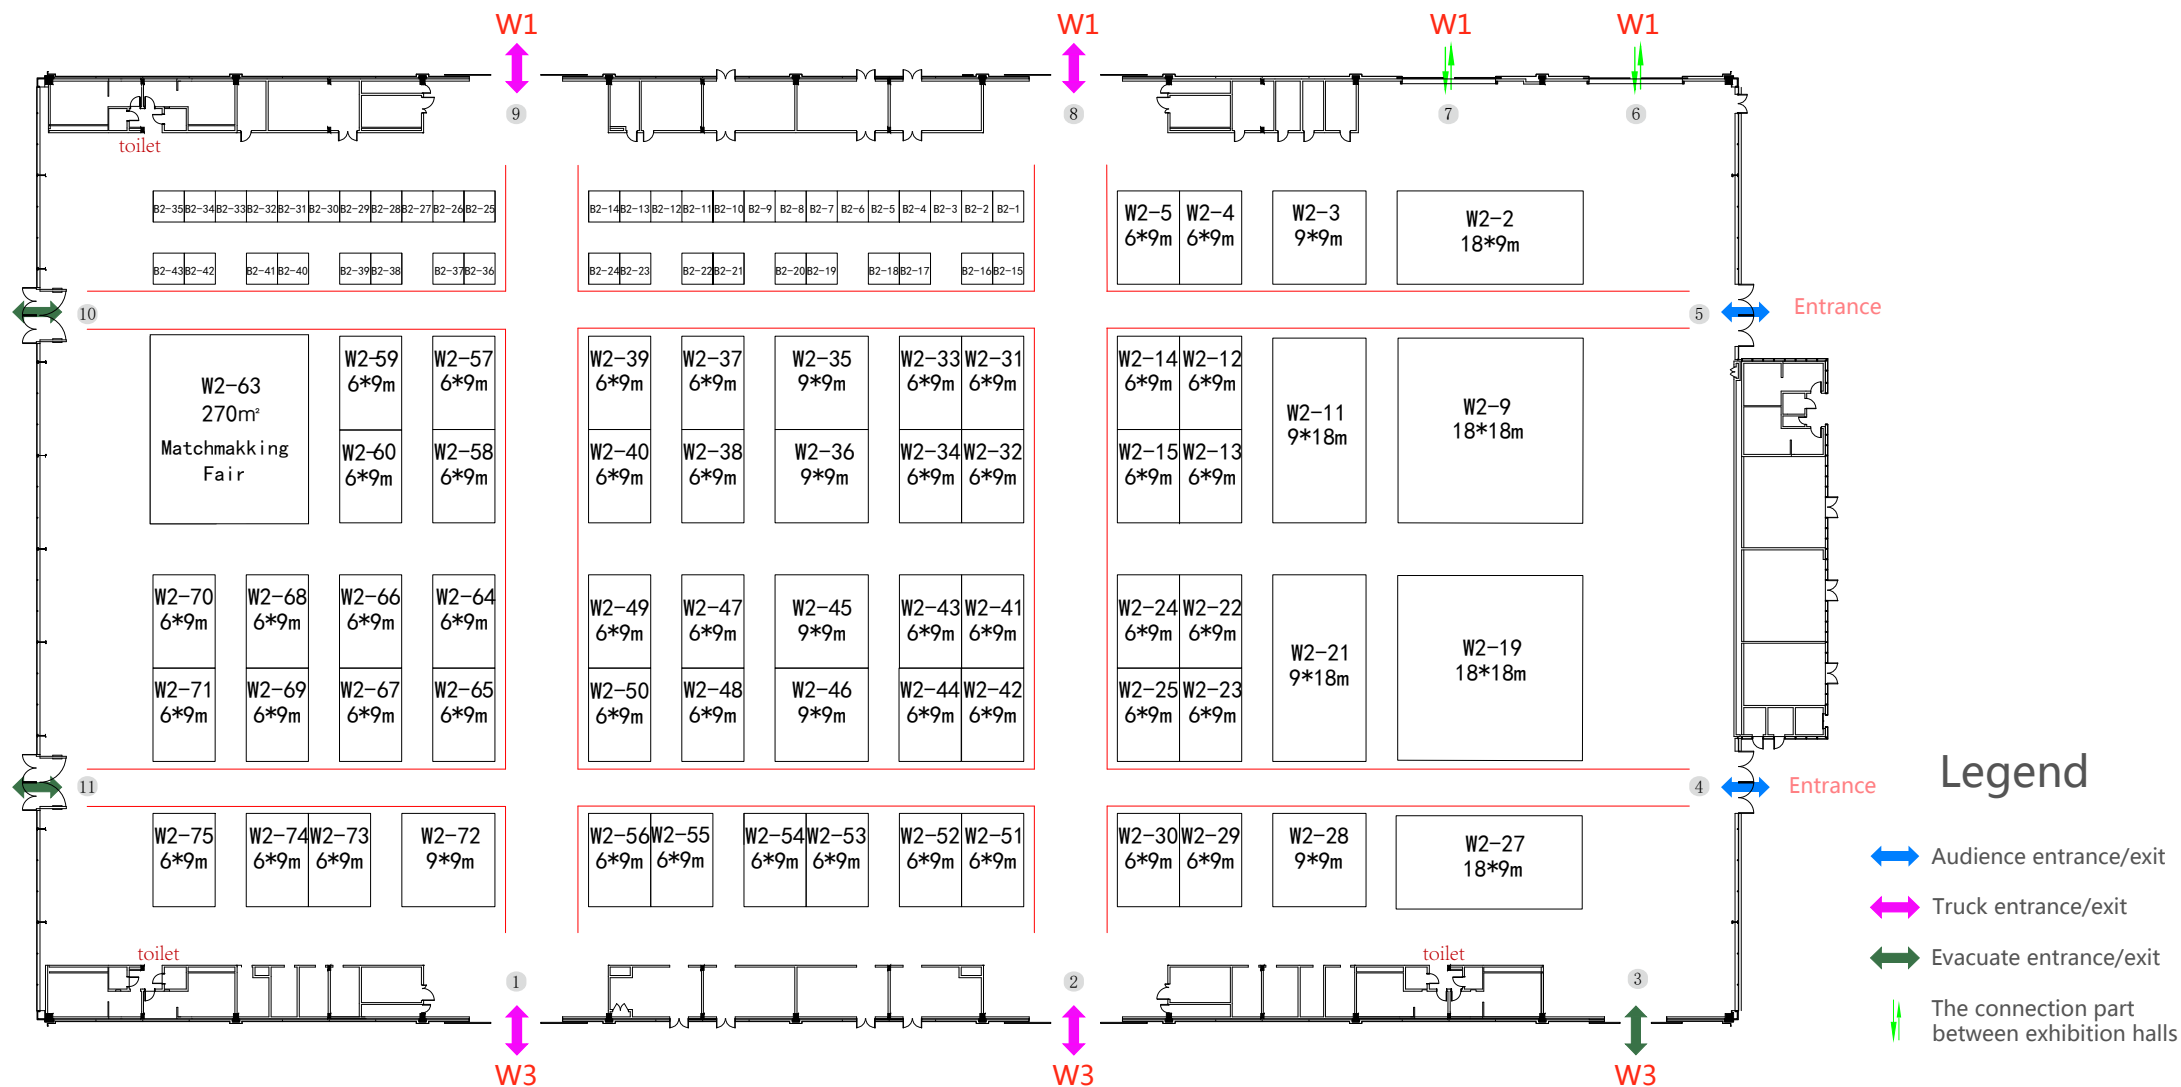 W1 W1 W1 W1
9 8 7 6
toilet
B2-35 B2-34 B2-33 B2-32 B2-31 B2-30 B2-29 B2-28 B2-27 B2-26 B2-25 B2-14 B2-13 B2-12 B2-11 B2-10 B2-9 B2-8 B2-7 B2-6 B2-5 B2-4 B2-3 B2-2 B2-1
W2-5 W2-4 W2-3 W2-2
6*9m 6*9m 9*9m 18*9m
B2-43 B2-42 B2-41 B2-40 B2-39 B2-38 B2-37 B2-36 B2-24 B2-23 B2-22 B2-21 B2-20 B2-19 B2-18 B2-17 B2-16 B2-15
10 5 Entrance
W2-63
270m²
Matchmakking
Fair
W2-59 W2-57 W2-39 W2-37 W2-35 W2-33 W2-31 W2-14 W2-12
6*9m 6*9m 6*9m 6*9m 9*9m 6*9m 6*9m 6*9m 6*9m
W2-11 W2-9
9*18m 18*18m
W2-60 W2-58 W2-40 W2-38 W2-36 W2-34 W2-32 W2-15 W2-13
6*9m 6*9m 6*9m 6*9m 9*9m 6*9m 6*9m 6*9m 6*9m
W2-70 W2-68 W2-66 W2-64 W2-49 W2-47 W2-45 W2-43 W2-41 W2-24 W2-22
6*9m 6*9m 6*9m 6*9m 6*9m 6*9m 9*9m 6*9m 6*9m 6*9m 6*9m
W2-21 W2-19
9*18m 18*18m
W2-71 W2-69 W2-67 W2-65 W2-50 W2-48 W2-46 W2-44 W2-42 W2-25 W2-23
6*9m 6*9m 6*9m 6*9m 6*9m 6*9m 9*9m 6*9m 6*9m 6*9m 6*9m
11 4 Entrance
W2-75 W2-74 W2-73 W2-72 W2-56 W2-55 W2-54 W2-53 W2-52 W2-51 W2-30 W2-29 W2-28 W2-27
6*9m 6*9m 6*9m 9*9m 6*9m 6*9m 6*9m 6*9m 6*9m 6*9m 6*9m 6*9m 9*9m 18*9m
toilet toilet
1 2 3
W3 W3 W3
Legend
Audience entrance/exit
Truck entrance/exit
Evacuate entrance/exit
The connection part
between exhibition halls